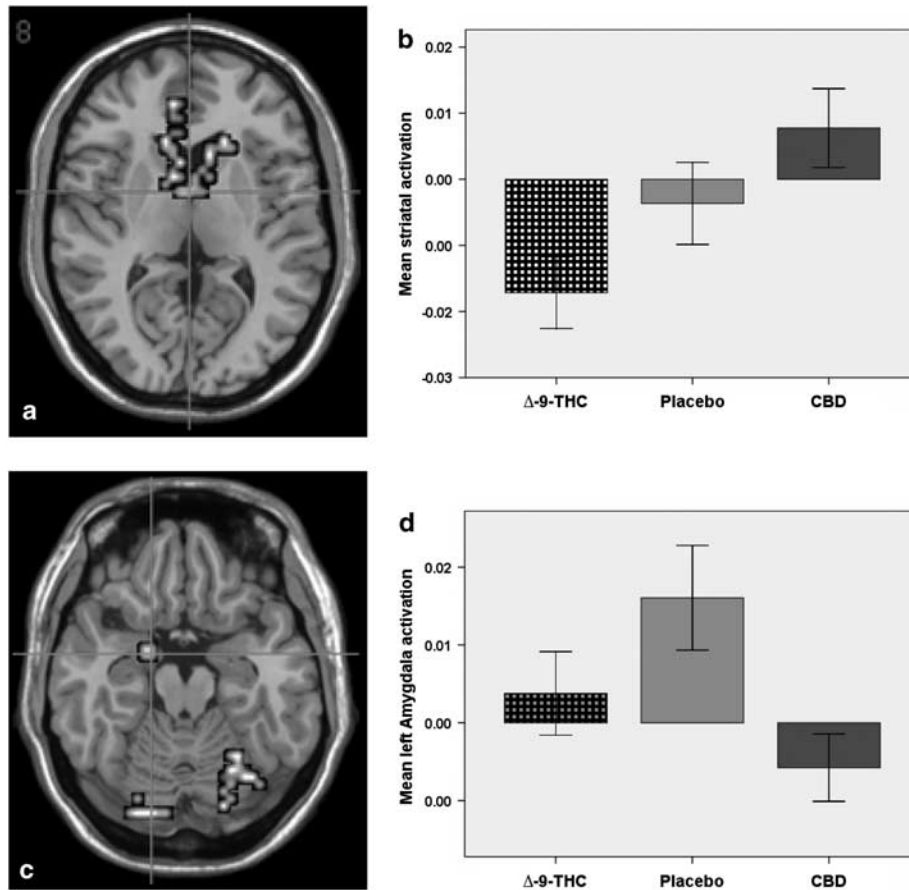 8
a
b
Mean striatal activation
0.02
0.01
0.00
0.00
-0.02
-0.03
Δ-9-THC Placebo CBD
c
d
Mean left Amygdala activation
0.02
0.01
0.00
0.00
Δ-9-THC Placebo CBD